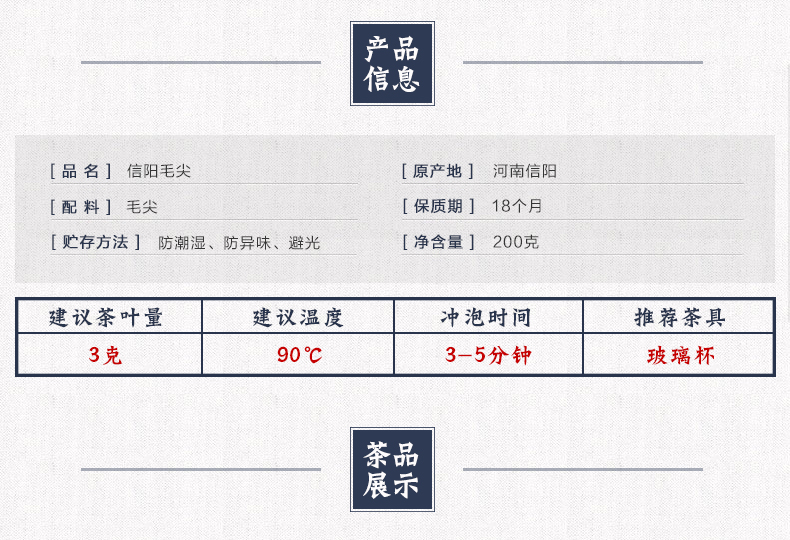 产品
信息
[ 品 名 ] 信阳毛尖
[ 原产地 ] 河南信阳
[ 配 料 ] 毛尖
[ 保质期 ] 18个月
[ 贮存方法 ] 防潮湿、防异味、避光
[ 净含量 ] 200克
建议茶叶量 建议温度 冲泡时间 推荐茶具
3克 90℃ 3-5分钟 玻璃杯
茶品
展示